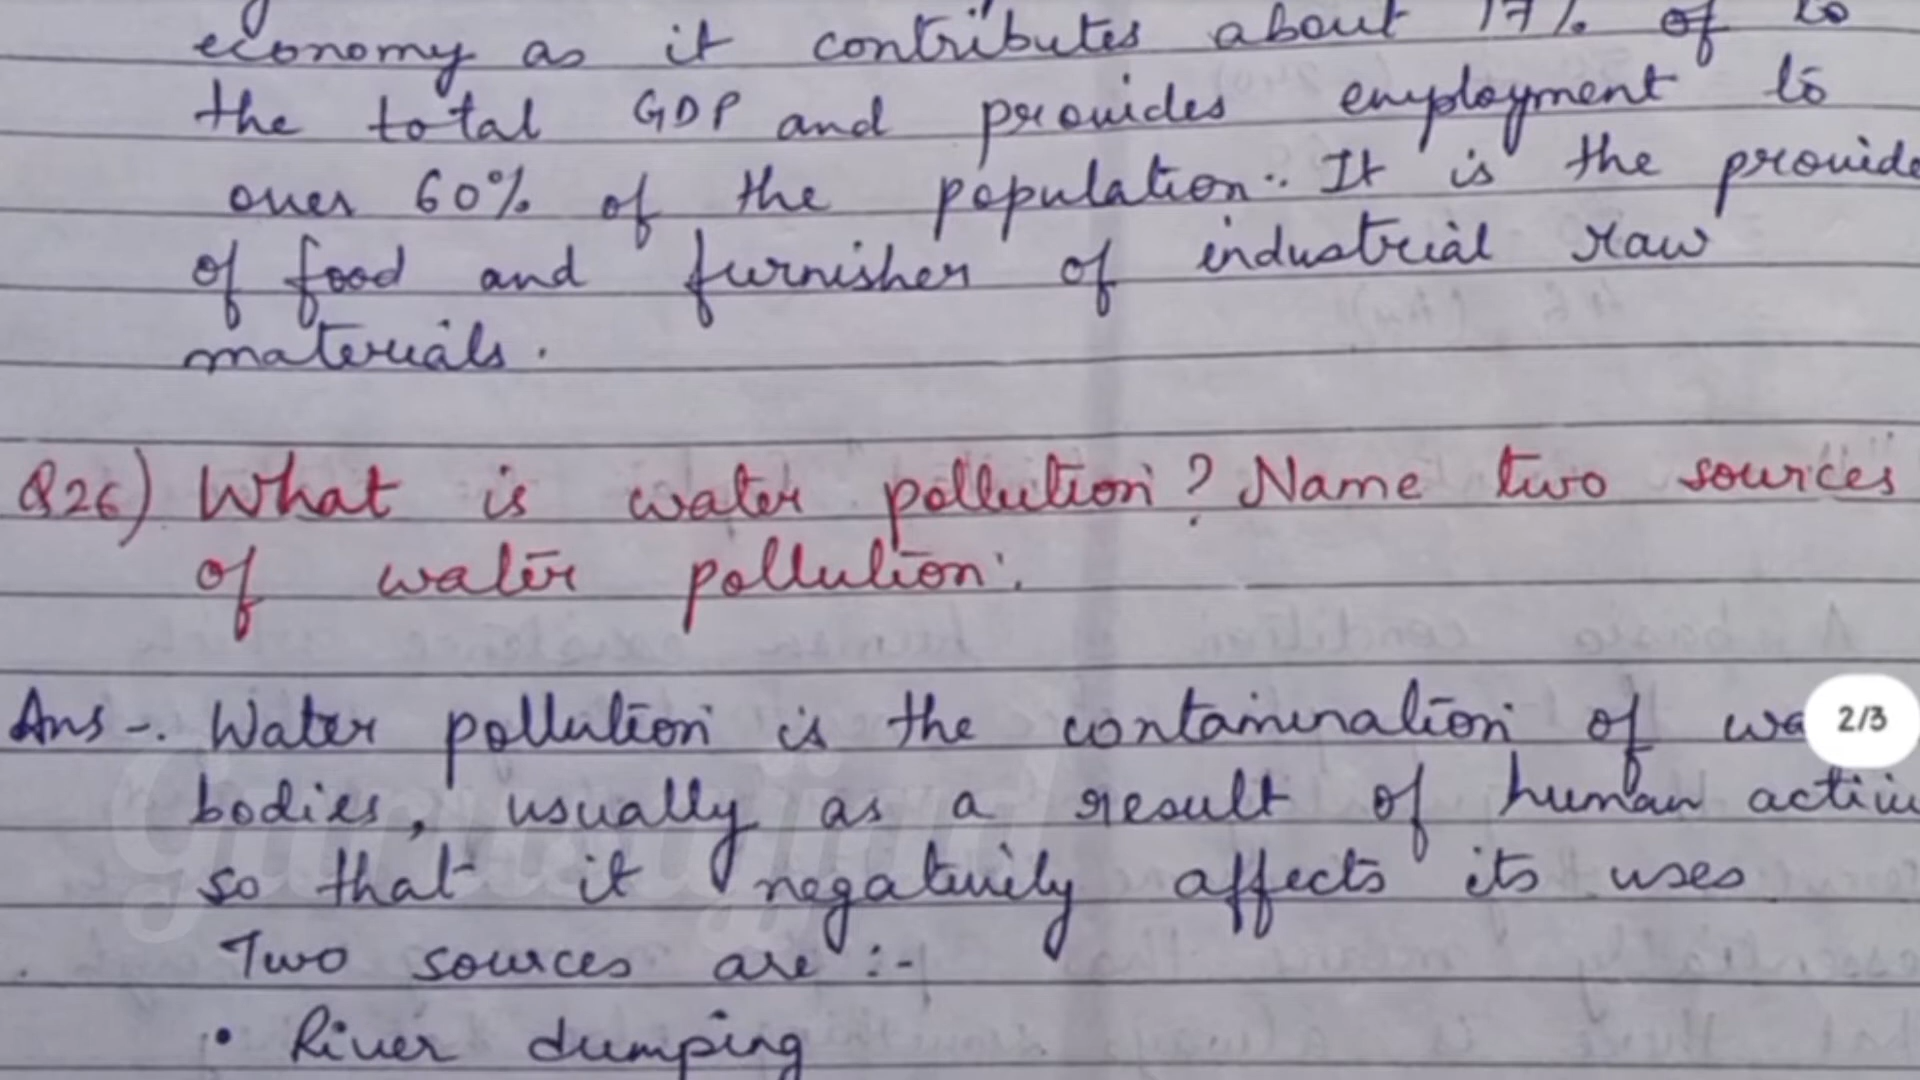 economy as it contributes about 17% of to
the total GDP and provides employment to
over 60% of the population. It is the provide
of food and furnisher of industrial raw
materials.
Q26) What is water pollution? Name two sources
of water pollution.
Ans -. Water pollution is the contamination of wa
2/3
bodies, usually as a result of human activi
so that it negatively affects its uses
Two sources are :-
• River dumping